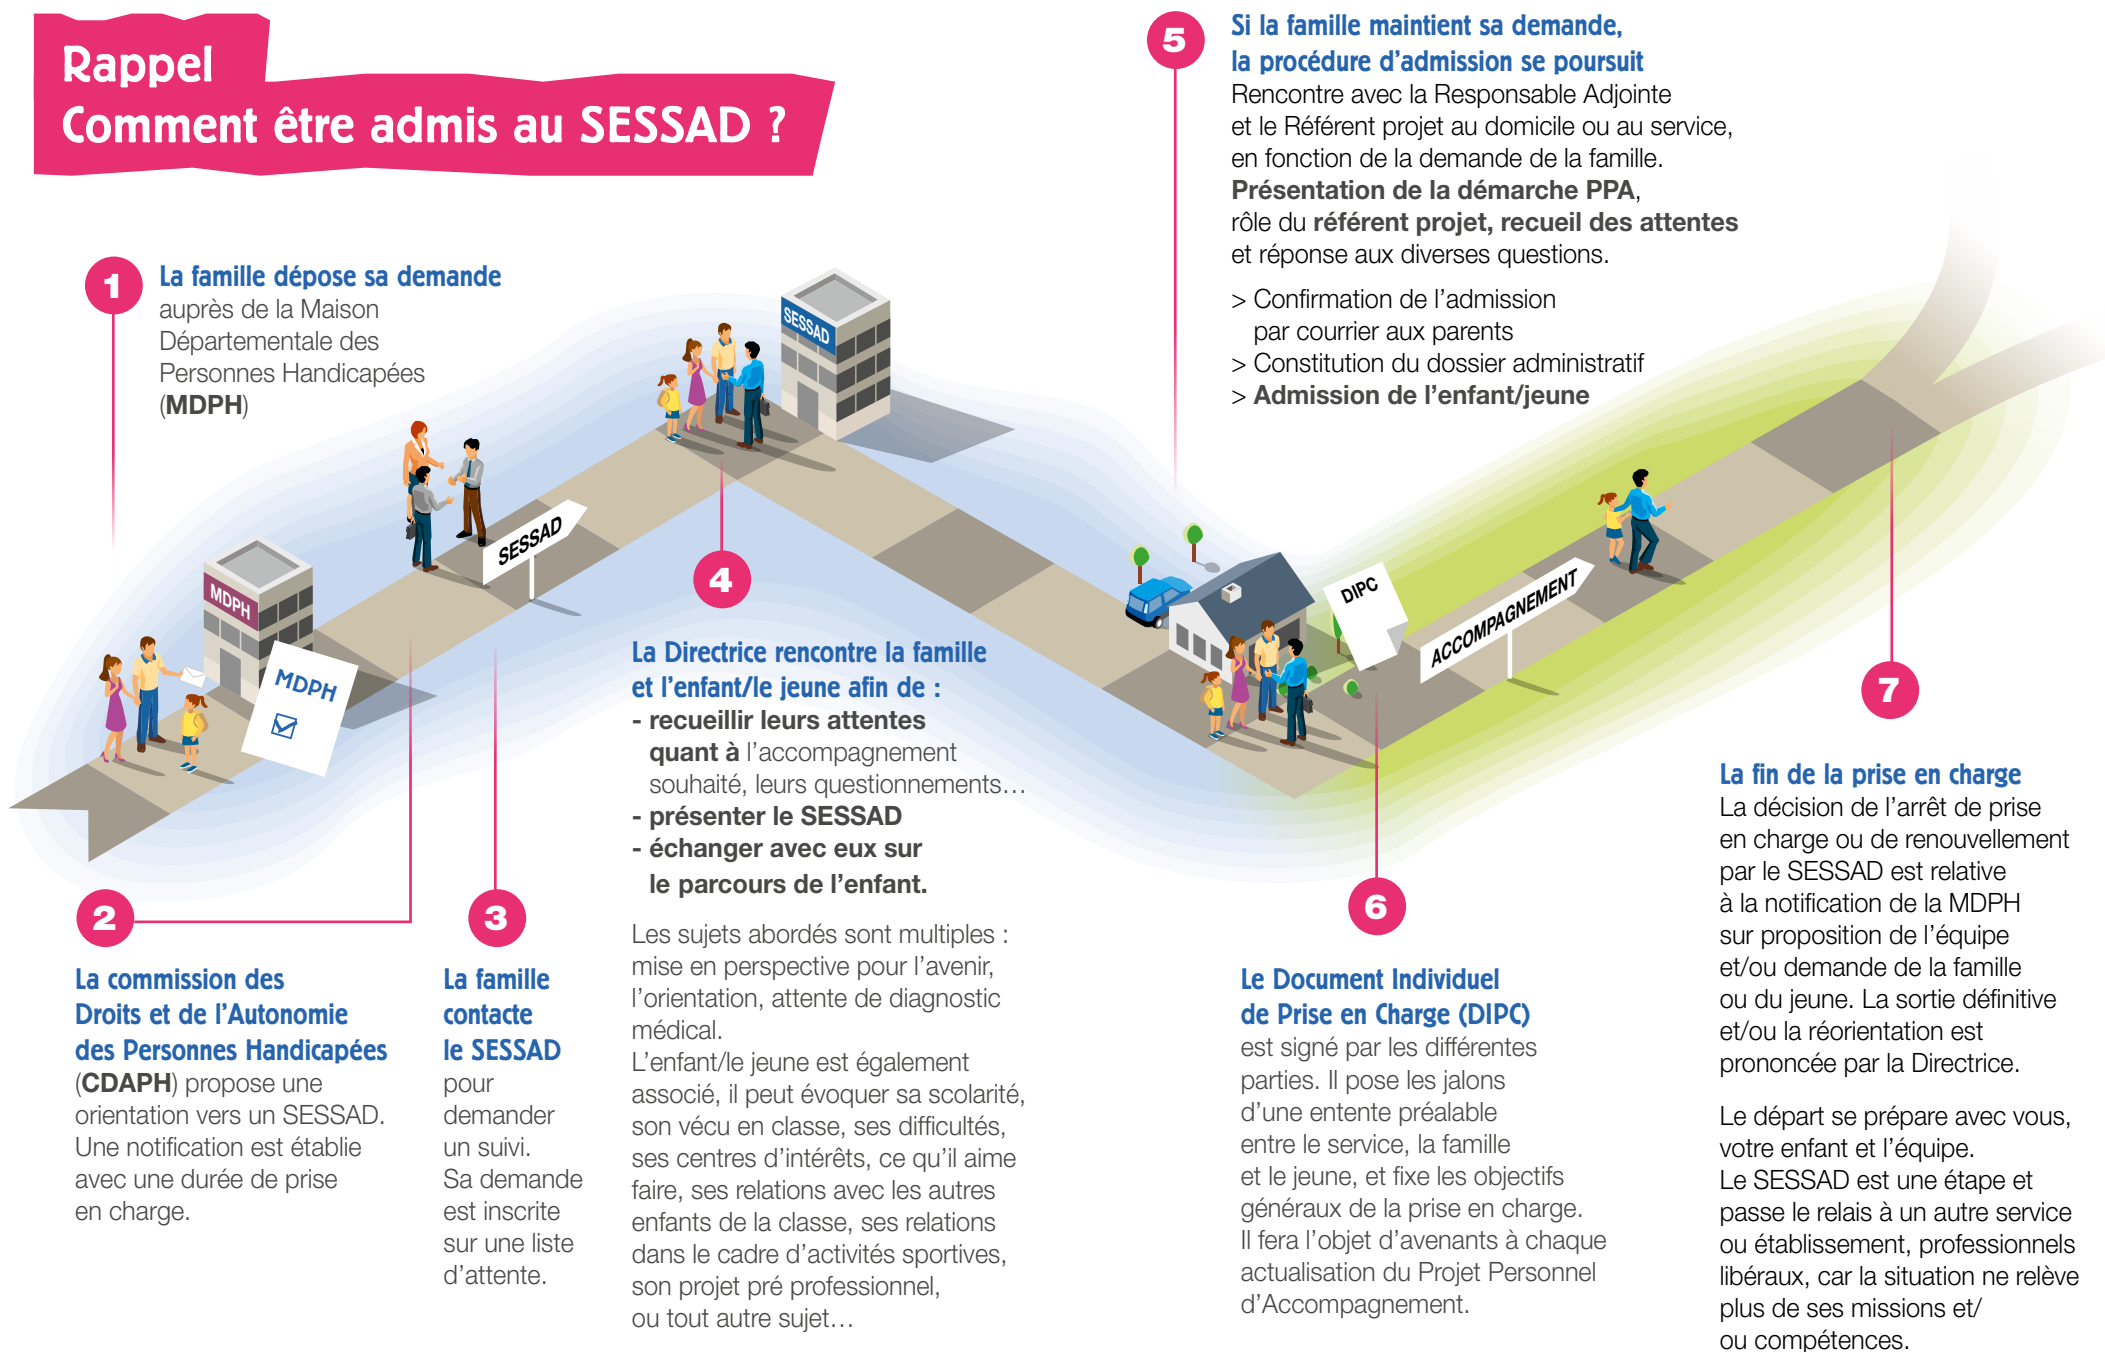 Rappel
Comment être admis au SESSAD ?
1
La famille dépose sa demande
auprès de la Maison
Départementale des
Personnes Handicapées
(MDPH)
MDPH
MDPH
SESSAD
SESSAD
2
La commission des
Droits et de l'Autonomie
des Personnes Handicapées
(CDAPH) propose une
orientation vers un SESSAD.
Une notification est établie
avec une durée de prise
en charge.
3
La famille
contacte
le SESSAD
pour
demander
un suivi.
Sa demande
est inscrite
sur une liste
d'attente.
4
La Directrice rencontre la famille
et l'enfant/le jeune afin de :
- recueillir leurs attentes
quant à l'accompagnement
souhaité, leurs questionnements…
- présenter le SESSAD
- échanger avec eux sur
le parcours de l'enfant.
Les sujets abordés sont multiples :
mise en perspective pour l'avenir,
l'orientation, attente de diagnostic
médical.
L'enfant/le jeune est également
associé, il peut évoquer sa scolarité,
son vécu en classe, ses difficultés,
ses centres d'intérêts, ce qu'il aime
faire, ses relations avec les autres
enfants de la classe, ses relations
dans le cadre d'activités sportives,
son projet pré professionnel,
ou tout autre sujet…
5
Si la famille maintient sa demande,
la procédure d'admission se poursuit
Rencontre avec la Responsable Adjointe
et le Référent projet au domicile ou au service,
en fonction de la demande de la famille.
Présentation de la démarche PPA,
rôle du référent projet, recueil des attentes
et réponse aux diverses questions.
> Confirmation de l'admission
par courrier aux parents
> Constitution du dossier administratif
> Admission de l'enfant/jeune
DIPC
ACCOMPAGNEMENT
6
Le Document Individuel
de Prise en Charge (DIPC)
est signé par les différentes
parties. Il pose les jalons
d'une entente préalable
entre le service, la famille
et le jeune, et fixe les objectifs
généraux de la prise en charge.
Il fera l'objet d'avenants à chaque
actualisation du Projet Personnel
d'Accompagnement.
7
La fin de la prise en charge
La décision de l'arrêt de prise
en charge ou de renouvellement
par le SESSAD est relative
à la notification de la MDPH
sur proposition de l'équipe
et/ou demande de la famille
ou du jeune. La sortie définitive
et/ou la réorientation est
prononcée par la Directrice.
Le départ se prépare avec vous,
votre enfant et l'équipe.
Le SESSAD est une étape et
passe le relais à un autre service
ou établissement, professionnels
libéraux, car la situation ne relève
plus de ses missions et/
ou compétences.